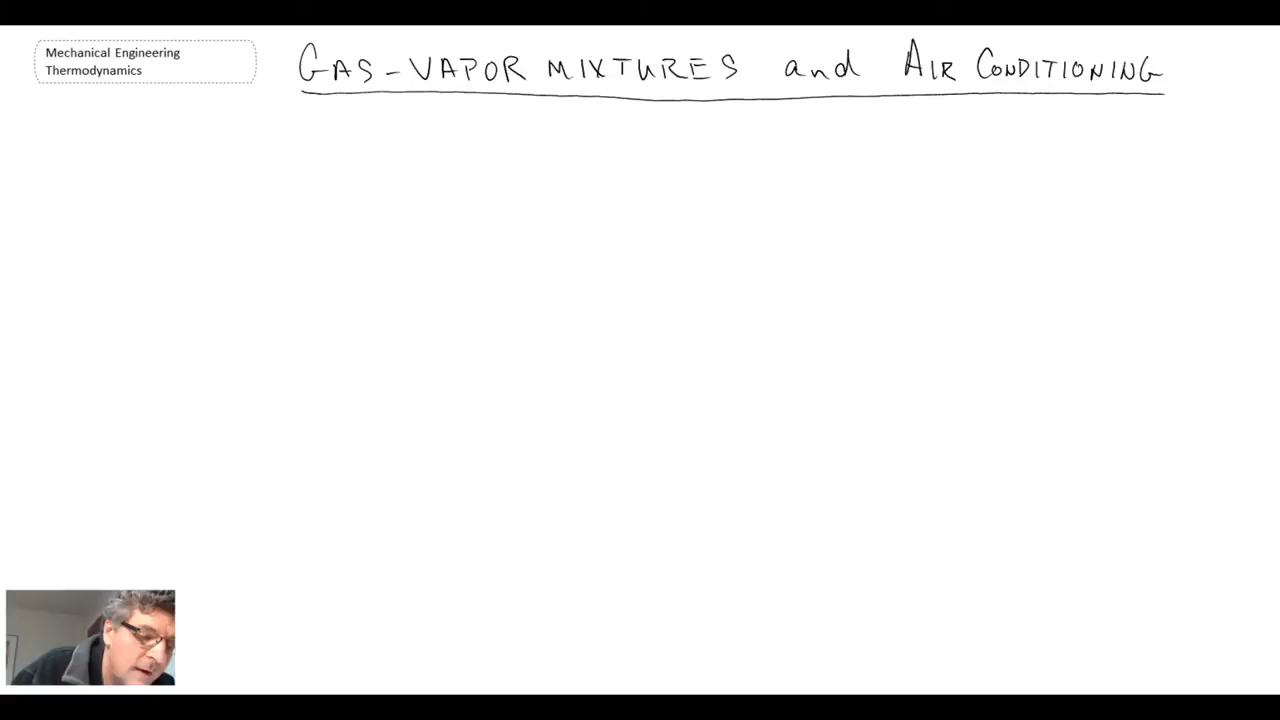 Mechanical Engineering
Thermodynamics
GAS-VAPOR MIXTURES and AIR CONDITIONING